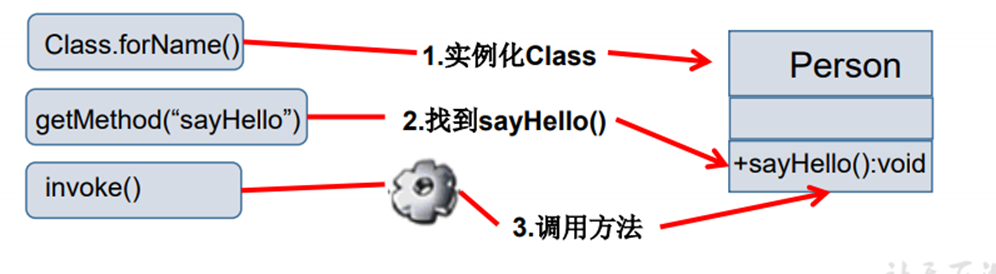 Class.forName()
1.实例化Class
Person
getMethod(“sayHello”)
2.找到sayHello()
+sayHello():void
invoke()
3.调用方法